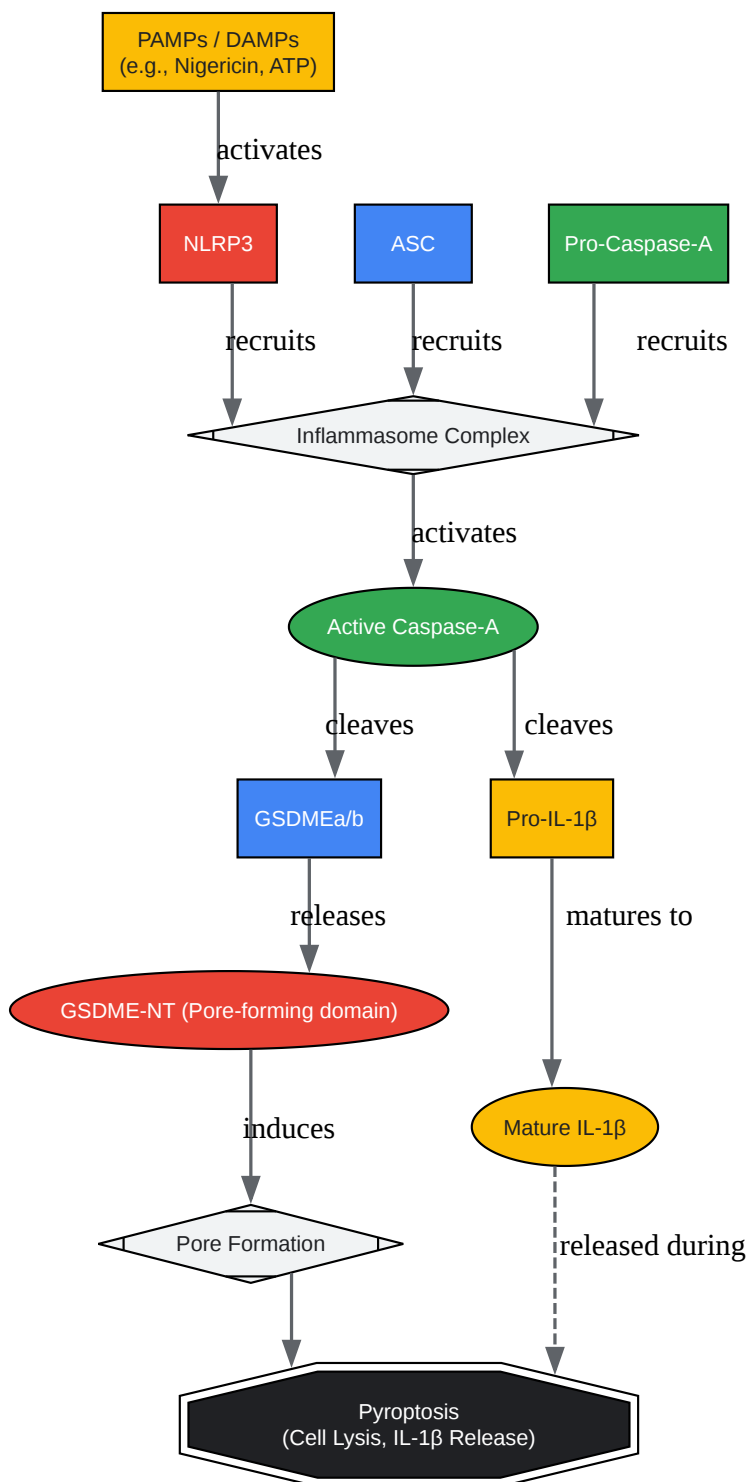 PAMPs / DAMPs
(e.g., Nigericin, ATP)
activates
NLRP3
ASC
Pro-Caspase-A
recruits
recruits
recruits
Inflammasome Complex
activates
Active Caspase-A
cleaves
cleaves
GSDMEa/b
Pro-IL-1β
releases
matures to
GSDME-NT (Pore-forming domain)
induces
Mature IL-1β
Pore Formation
released during
Pyroptosis
(Cell Lysis, IL-1β Release)